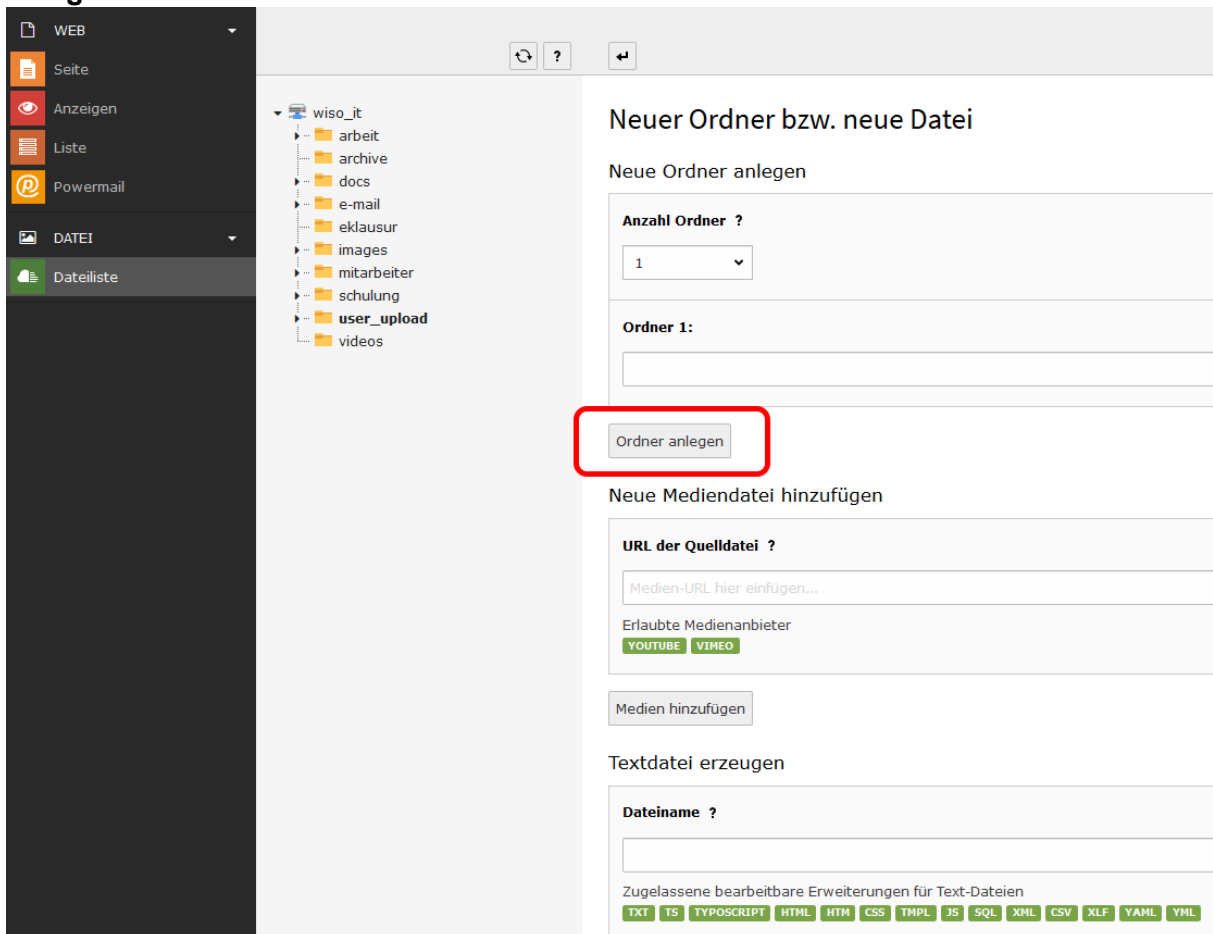 WEB
Seite
Anzeigen
Liste
Powermail
DATEI
Dateiliste
?
wiso_it
arbeit
archive
docs
e-mail
eklausur
images
mitarbeiter
schulung
user_upload
videos
Neuer Ordner bzw. neue Datei
Neue Ordner anlegen
Anzahl Ordner ?
1
Ordner 1:
Ordner anlegen
Neue Mediendatei hinzufügen
URL der Quelldatei ?
Medien-URL hier einfügen...
Erlaubte Medienanbieter
YOUTUBE VIMEO
Medien hinzufügen
Textdatei erzeugen
Dateiname ?
Zugelassene bearbeitbare Erweiterungen für Text-Dateien
TXT TS TYPOSCRIPT HTML HTM CSS TMPL JS SQL XML CSV XLF YAML YML